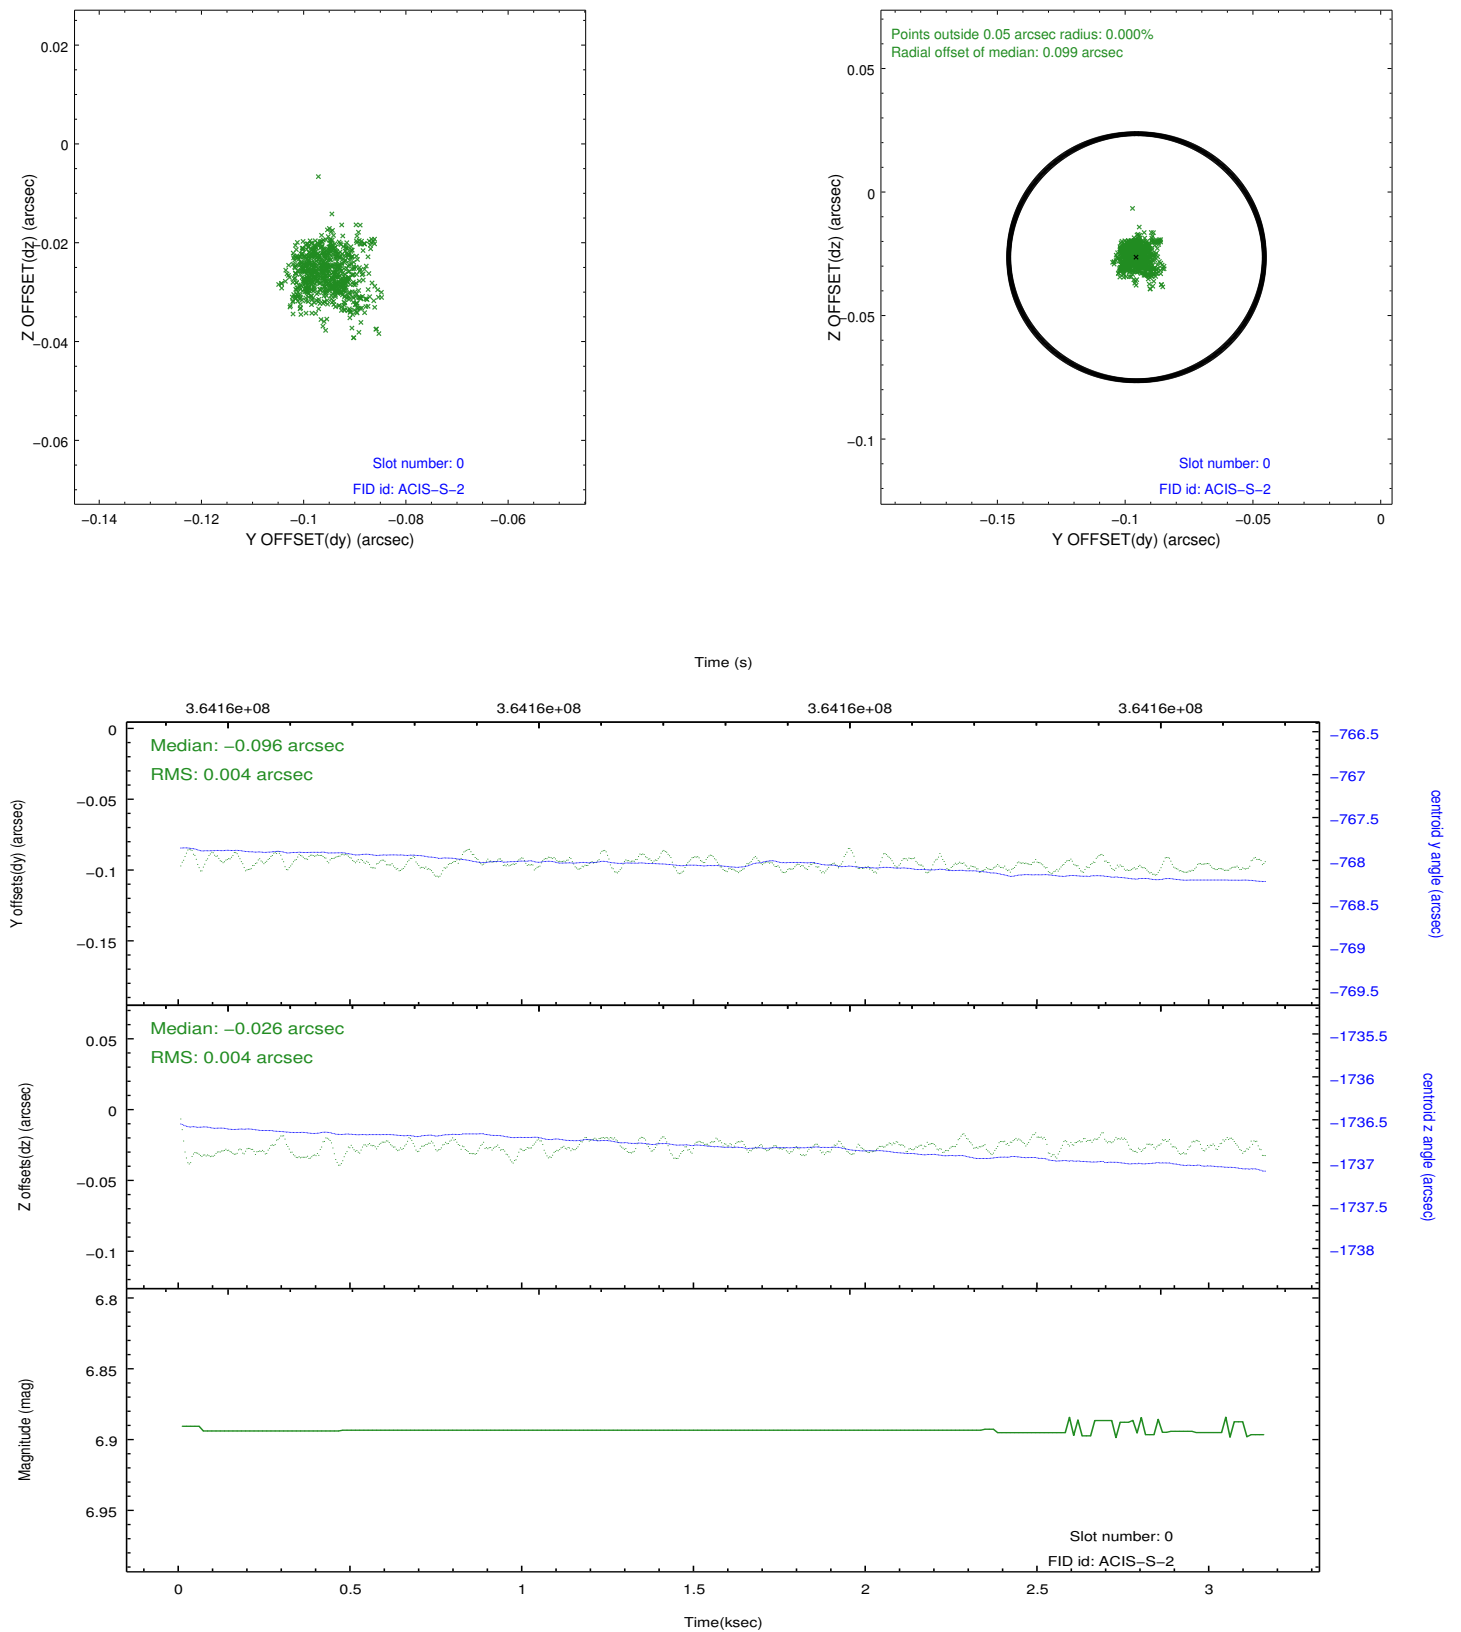 0.02
0
−0.02
−0.04
−0.06
Z OFFSET(dz) (arcsec)
Slot number: 0
FID id: ACIS−S−2
−0.14
−0.12
−0.1
−0.08
−0.06
Y OFFSET(dy) (arcsec)
Points outside 0.05 arcsec radius: 0.000%
Radial offset of median: 0.099 arcsec
0.05
0
−0.05
−0.1
Z OFFSET(dz) (arcsec)
Slot number: 0
FID id: ACIS−S−2
−0.15
−0.1
−0.05
0
Y OFFSET(dy) (arcsec)
Time (s)
3.6416e+08
3.6416e+08
3.6416e+08
3.6416e+08
Median: −0.096 arcsec
RMS: 0.004 arcsec
0
−0.05
−0.1
−0.15
Y offsets(dy) (arcsec)
−766.5
−767
−767.5
−768
−768.5
−769
−769.5
centroid y angle (arcsec)
Median: −0.026 arcsec
RMS: 0.004 arcsec
0.05
0
−0.05
−0.1
Z offsets(dz) (arcsec)
−1735.5
−1736
−1736.5
−1737
−1737.5
−1738
centroid z angle (arcsec)
6.8
6.85
6.9
6.95
Magnitude (mag)
Slot number: 0
FID id: ACIS−S−2
0
0.5
1
1.5
2
2.5
3
Time(ksec)